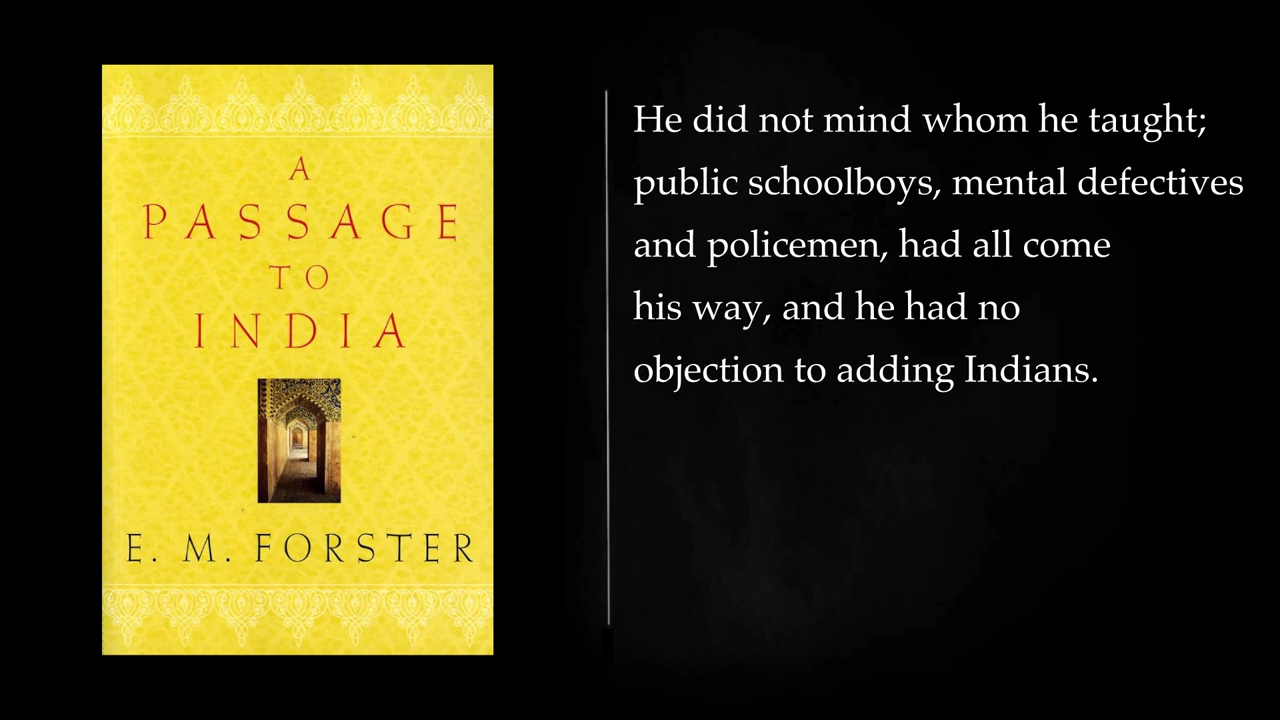 A
PASSAGE
TO
INDIA
E. M. FORSTER
He did not mind whom he taught;
public schoolboys, mental defectives
and policemen, had all come
his way, and he had no
objection to adding Indians.